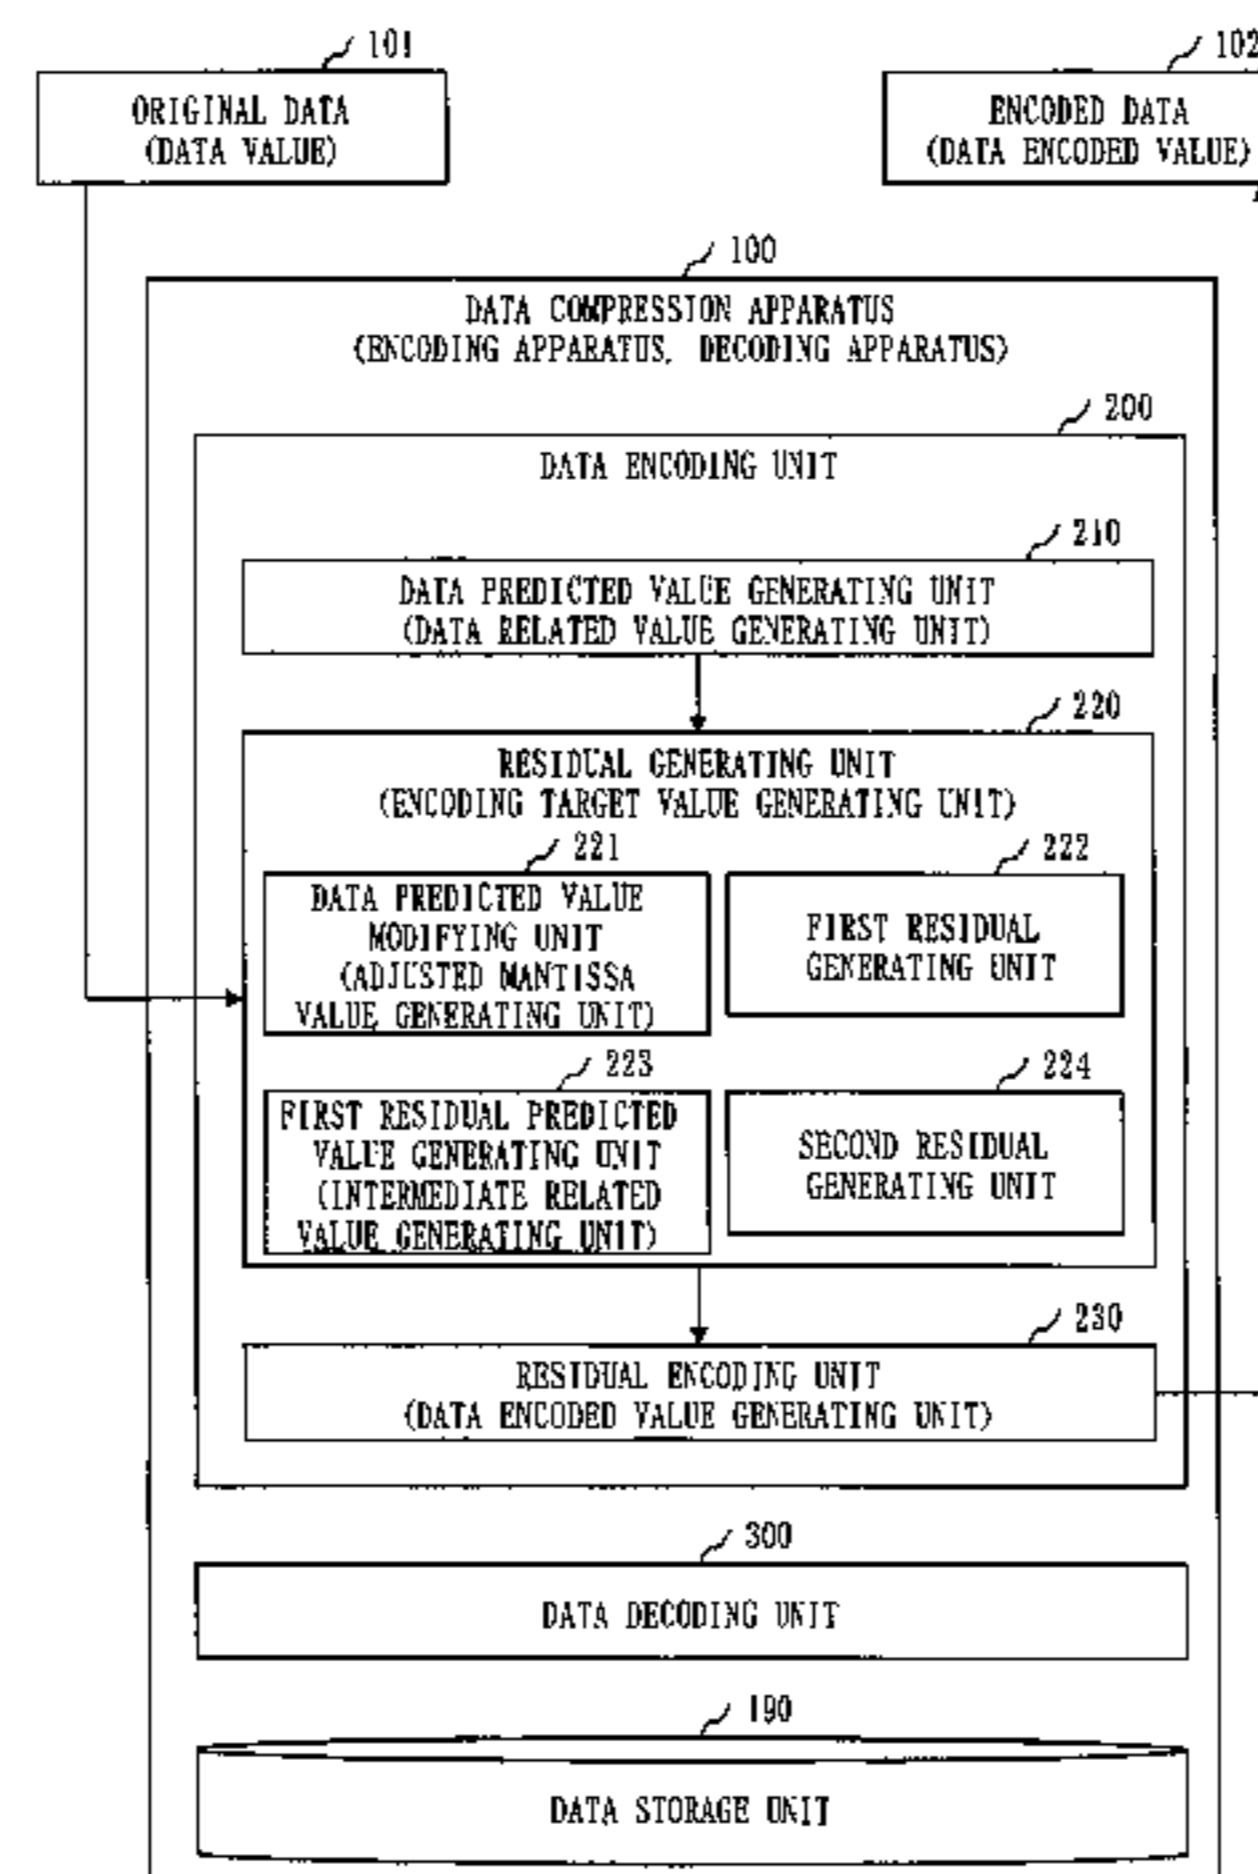 101
ORIGINAL DATA
(DATA VALUE)
102
ENCODED DATA
(DATA ENCODED VALUE)
100
DATA COMPRESSION APPARATUS
(ENCODING APPARATUS, DECODING APPARATUS)
200
DATA ENCODING UNIT
210
DATA PREDICTED VALUE GENERATING UNIT
(DATA RELATED VALUE GENERATING UNIT)
220
RESIDUAL GENERATING UNIT
(ENCODING TARGET VALUE GENERATING UNIT)
221
DATA PREDICTED VALUE
MODIFYING UNIT
(ADJUSTED MANTISSA
VALUE GENERATING UNIT)
222
FIRST RESIDUAL
GENERATING UNIT
223
FIRST RESIDUAL PREDICTED
VALUE GENERATING UNIT
(INTERMEDIATE RELATED
VALUE GENERATING UNIT)
224
SECOND RESIDUAL
GENERATING UNIT
230
RESIDUAL ENCODING UNIT
(DATA ENCODED VALUE GENERATING UNIT)
300
DATA DECODING UNIT
190
DATA STORAGE UNIT